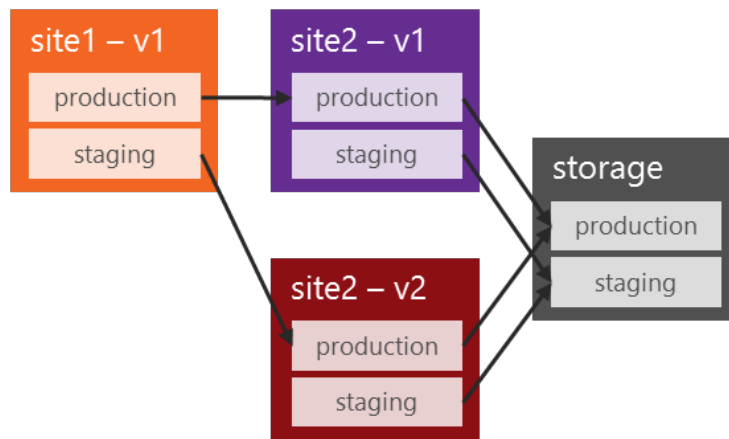 site1 – v1
production
staging
site2 – v1
production
staging
site2 – v2
production
staging
storage
production
staging